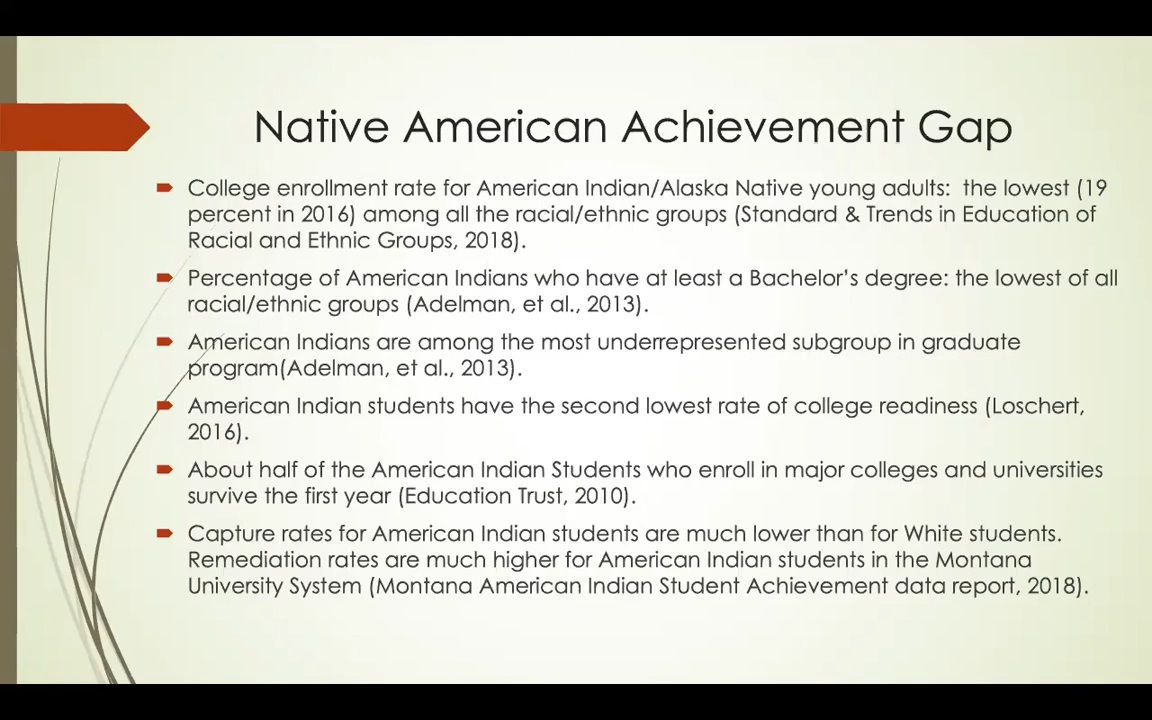 Native American Achievement Gap
College enrollment rate for American Indian/Alaska Native young adults:  the lowest (19
percent in 2016) among all the racial/ethnic groups (Standard & Trends in Education of
Racial and Ethnic Groups, 2018).
Percentage of American Indians who have at least a Bachelor’s degree: the lowest of all
racial/ethnic groups (Adelman, et al., 2013).
American Indians are among the most underrepresented subgroup in graduate
program(Adelman, et al., 2013).
American Indian students have the second lowest rate of college readiness (Loschert,
2016).
About half of the American Indian Students who enroll in major colleges and universities
survive the first year (Education Trust, 2010).
Capture rates for American Indian students are much lower than for White students.
Remediation rates are much higher for American Indian students in the Montana
University System (Montana American Indian Student Achievement data report, 2018).